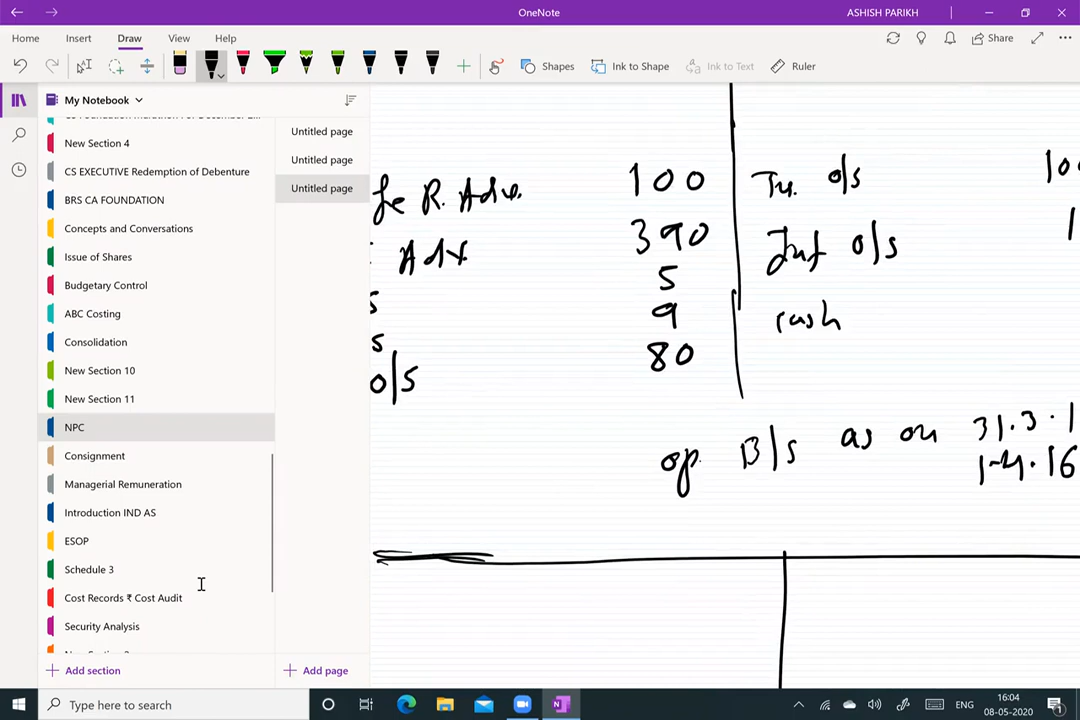 OneNote
ASHISH PARIKH
Home
Insert
Draw
View
Help
Share
Shapes
Ink to Shape
Ink to Text
Ruler
My Notebook
New Section 4
CS EXECUTIVE Redemption of Debenture
BRS CA FOUNDATION
Concepts and Conversations
Issue of Shares
Budgetary Control
ABC Costing
Consolidation
New Section 10
New Section 11
NPC
Consignment
Managerial Remuneration
Introduction IND AS
ESOP
Schedule 3
Cost Records ₹ Cost Audit
Security Analysis
Add section
Untitled page
Untitled page
Untitled page
Add page
R. Adv. 100
Adv 390
s 5
s 9
o/s 80
o/s 100
Int o/s 1
cash
op. B/s as on 31.3.1
1-4.16
Type here to search
ENG
16:04
08-05-2020